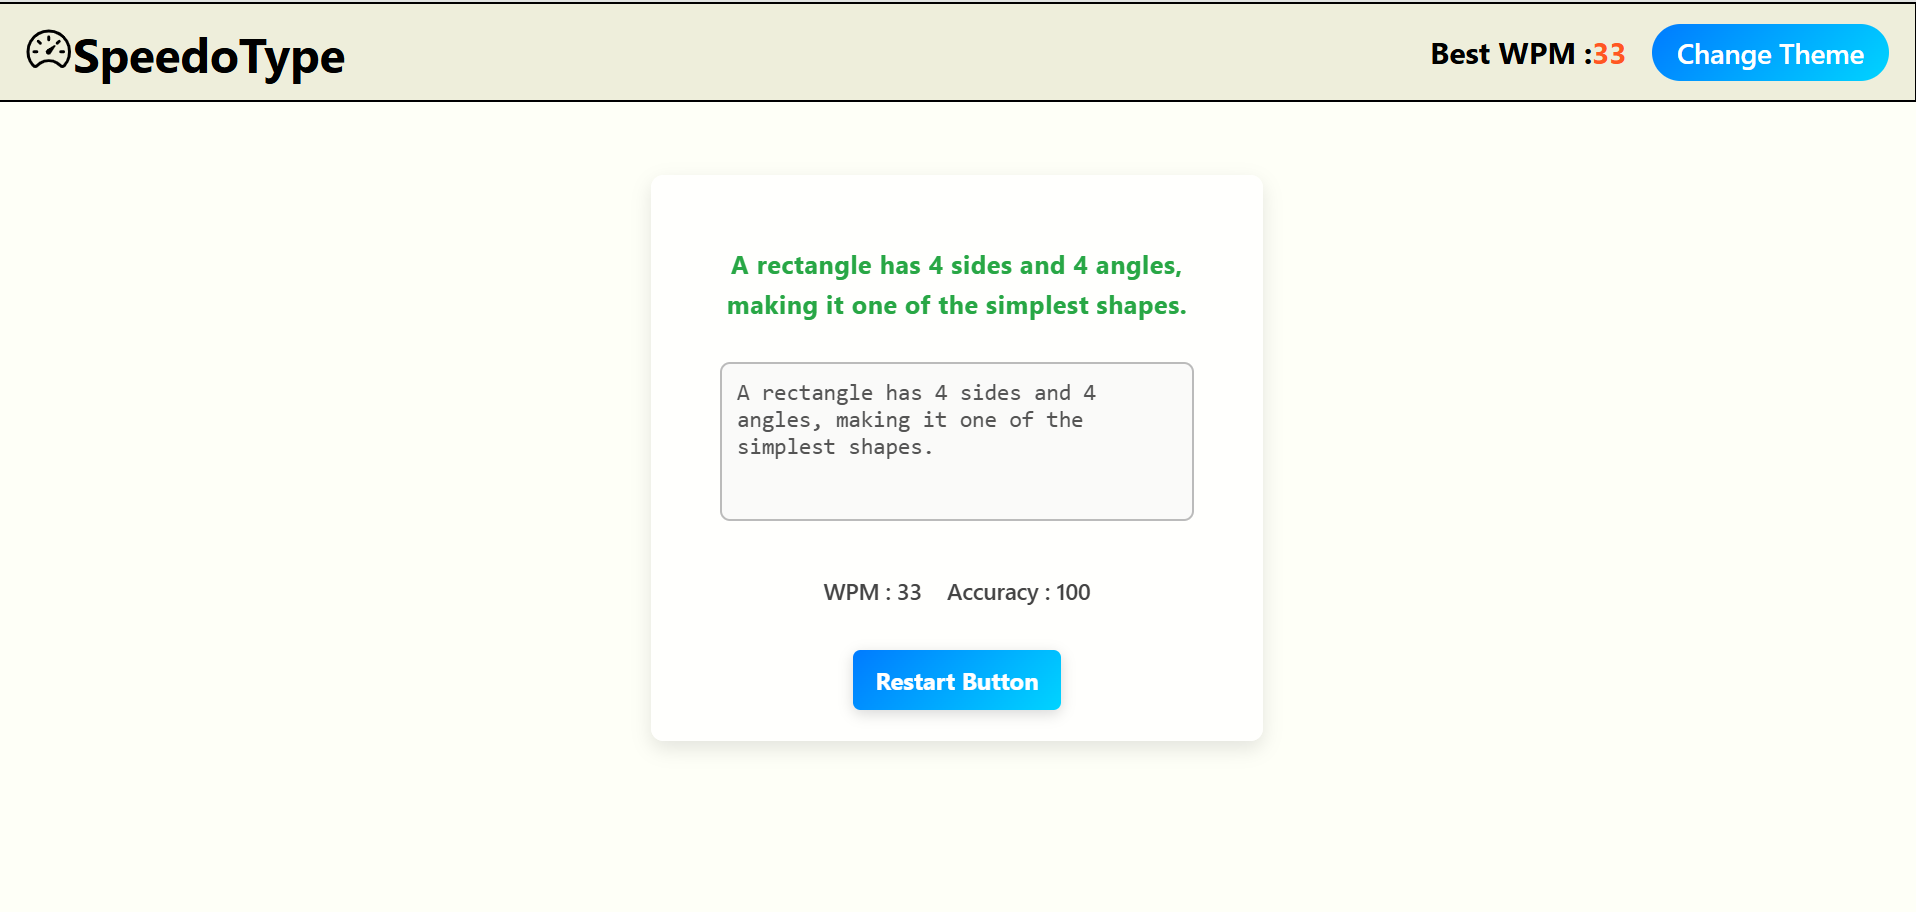 SpeedoType
Best WPM :33
Change Theme
A rectangle has 4 sides and 4 angles,
making it one of the simplest shapes.
A rectangle has 4 sides and 4
angles, making it one of the
simplest shapes.
WPM : 33 Accuracy : 100
Restart Button